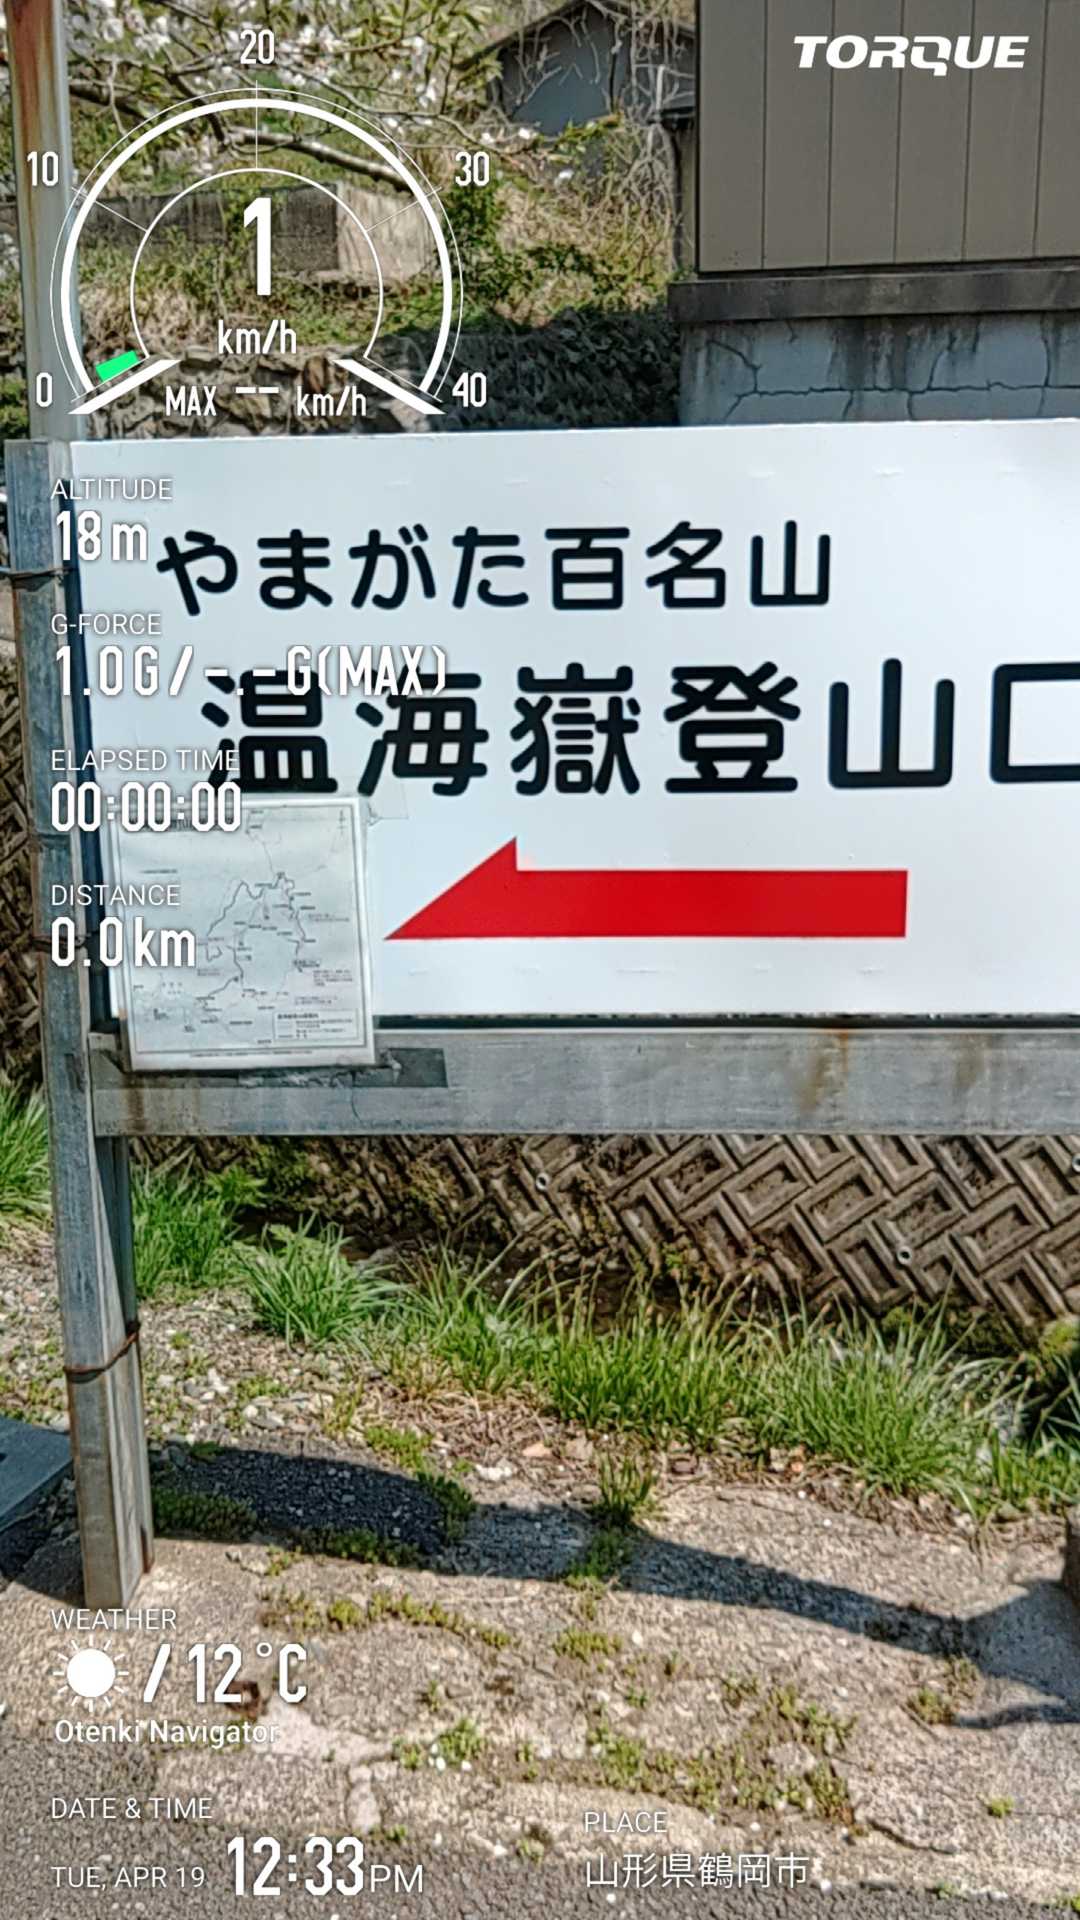 TORQUE
20
10
30
1
km/h
0
40
MAX -- km/h
ALTITUDE
18 m
やまがた百名山
G-FORCE
1.0G/-.-G(MAX)
温海嶽登山口
ELAPSED TIME
00:00:00
DISTANCE
0.0km
WEATHER
/12°C
Otenki Navigator
DATE & TIME
TUE, APR 19 12:33PM
PLACE
山形県鶴岡市